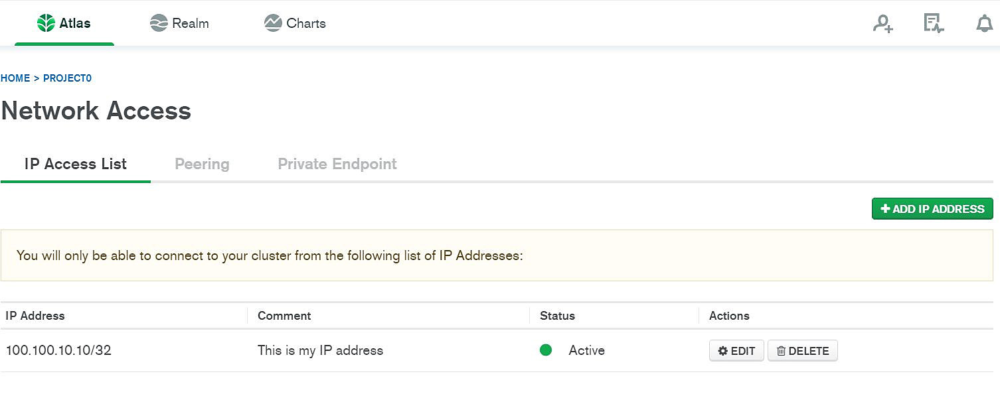 Atlas Realm Charts
HOME > PROJECT0
Network Access
IP Access List Peering Private Endpoint
+ ADD IP ADDRESS
You will only be able to connect to your cluster from the following list of IP Addresses:
IP Address Comment Status Actions
100.100.10.10/32 This is my IP address Active EDIT DELETE